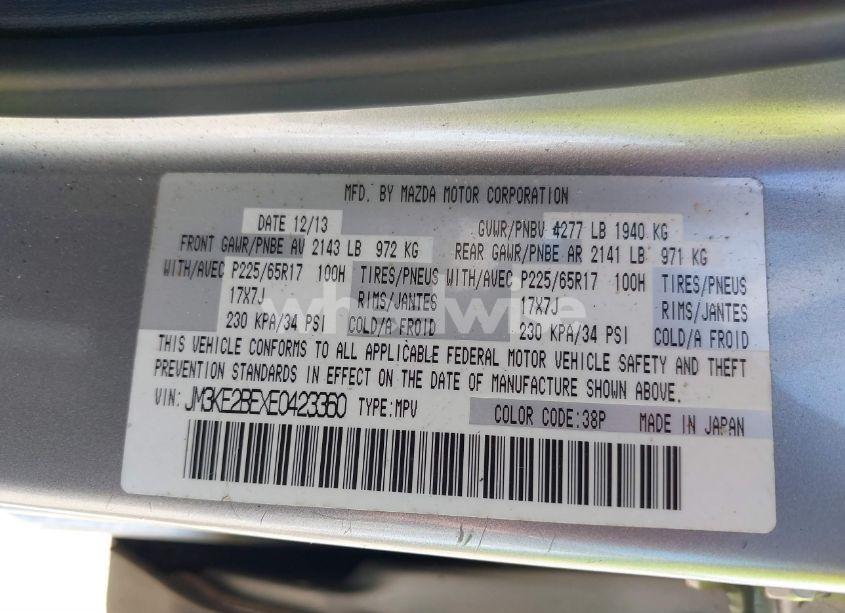 MFD. BY MAZDA MOTOR CORPORATION
DATE 12/13 GVWR/PNBV 4277 LB 1940 KG
FRONT GAWR/PNBE AV 2143 LB 972 KG REAR GAWR/PNBE AR 2141 LB 971 KG
WITH/AVEC P225/65R17 100H TIRES/PNEUS WITH/AVEC P225/65R17 100H TIRES/PNEUS
17X7J RIMS/JANTES 17X7J RIMS/JANTES
230 KPA/34 PSI COLD/A FROID 230 KPA/34 PSI COLD/A FROID
wheelwise
THIS VEHICLE CONFORMS TO ALL APPLICABLE FEDERAL MOTOR VEHICLE SAFETY AND THEFT
PREVENTION STANDARDS IN EFFECT ON THE DATE OF MANUFACTURE SHOWN ABOVE.
VIN: JM3KE2BEXE0423360 TYPE:MPV COLOR CODE:38P MADE IN JAPAN